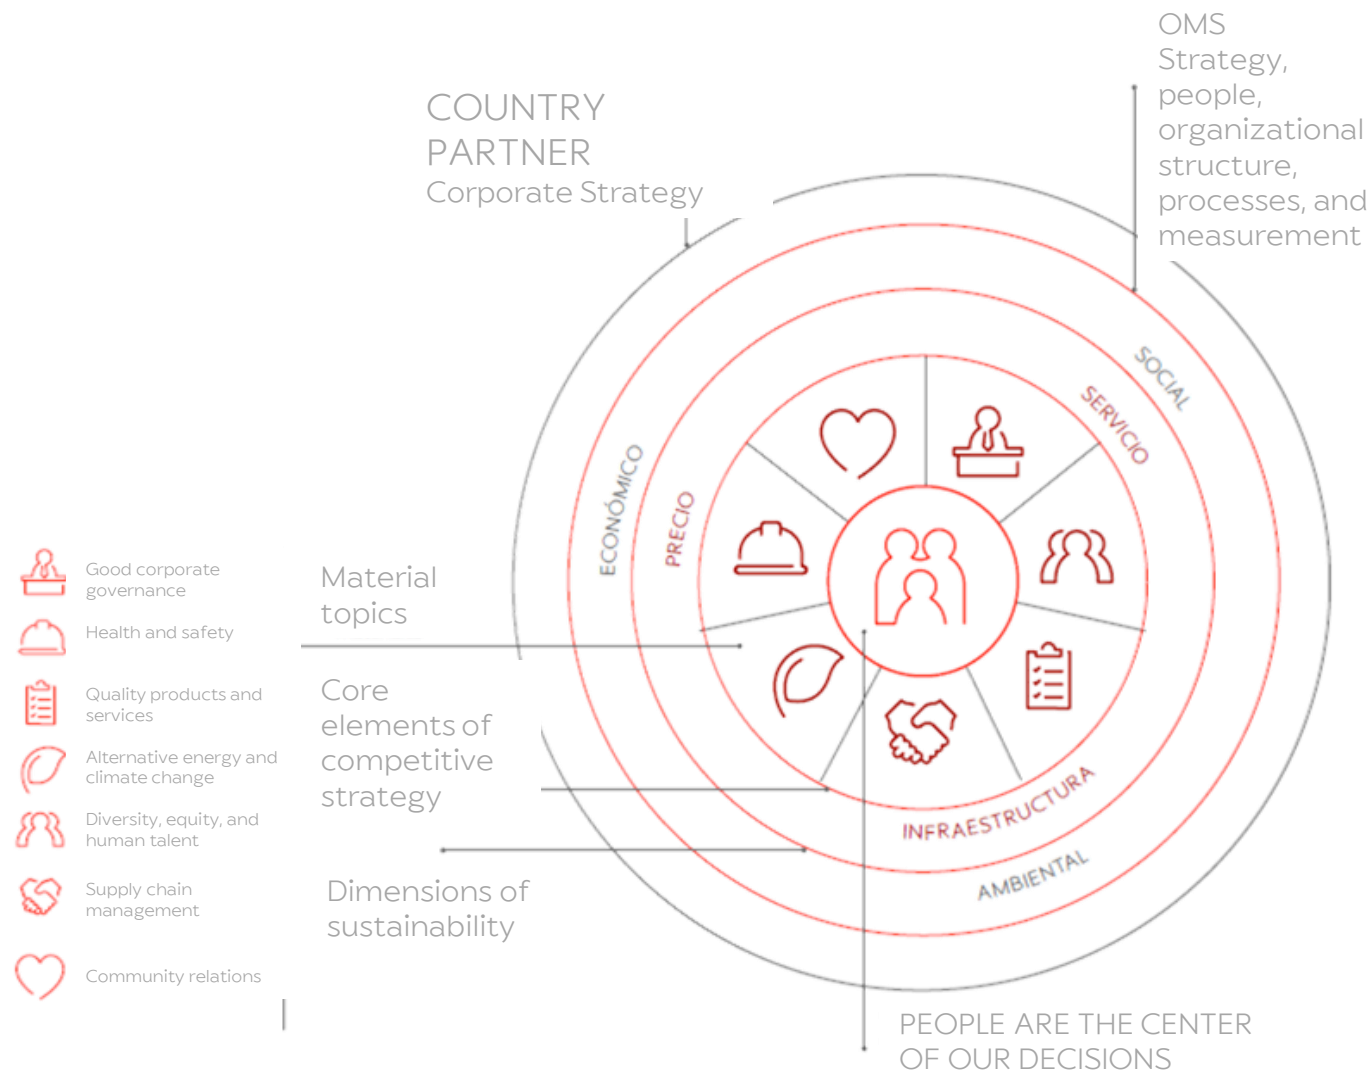 OMS
Strategy,
people,
organizational
structure,
processes, and
measurement
COUNTRY
PARTNER
Corporate Strategy
SOCIAL
SERVICIO
ECONÓMICO
PRECIO
INFRAESTRUCTURA
AMBIENTAL
Material
topics
Core
elements of
competitive
strategy
Dimensions of
sustainability
Good corporate
governance
Health and safety
Quality products and
services
Alternative energy and
climate change
Diversity, equity, and
human talent
Supply chain
management
Community relations
PEOPLE ARE THE CENTER
OF OUR DECISIONS